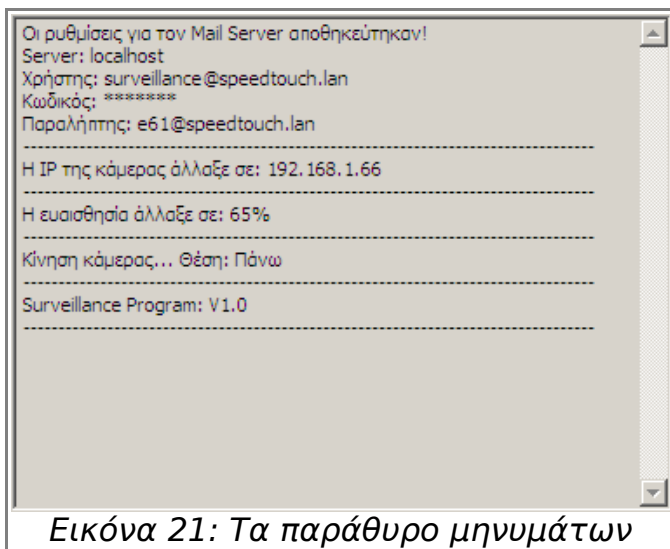 Οι ρυθμίσεις για τον Mail Server αποθηκεύτηκαν!
Server: localhost
Χρήστης: surveillance@speedtouch.lan
Κωδικός: *******
Παραλήπτης: e61@speedtouch.lan
----------------------------------------------------------------------
Η IP της κάμερας άλλαξε σε: 192.168.1.66
----------------------------------------------------------------------
Η ευαισθησία άλλαξε σε: 65%
----------------------------------------------------------------------
Κίνηση κάμερας... Θέση: Πάνω
----------------------------------------------------------------------
Surveillance Program: V1.0
----------------------------------------------------------------------
Εικόνα 21: Τα παράθυρο μηνυμάτων